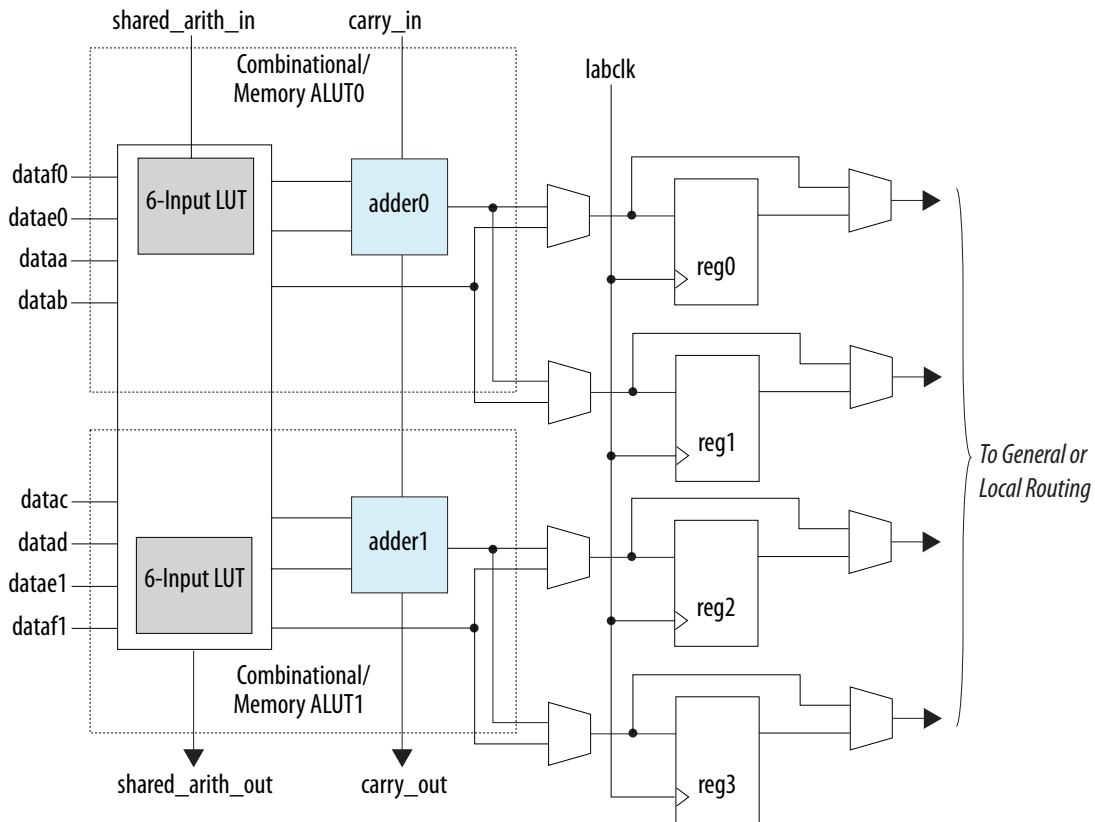 shared_arith_in
carry_in
Combinational/
Memory ALUT0
labclk
dataf0
datae0
dataa
datab
6-Input LUT
adder0
reg0
reg1
datac
datad
datae1
dataf1
6-Input LUT
adder1
reg2
reg3
To General or
Local Routing
Combinational/
Memory ALUT1
shared_arith_out
carry_out